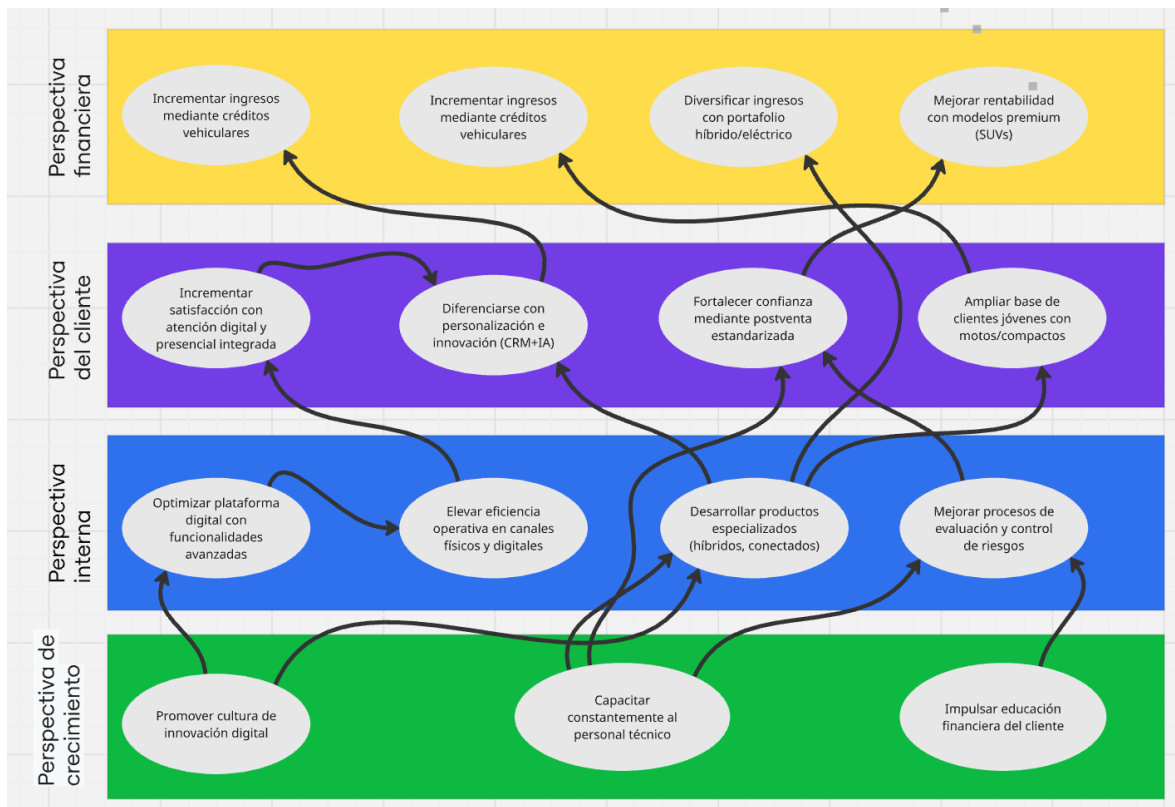 Perspectiva
financiera
Incrementar ingresos
mediante créditos
vehiculares
Incrementar ingresos
mediante créditos
vehiculares
Diversificar ingresos
con portafolio
híbrido/eléctrico
Mejorar rentabilidad
con modelos premium
(SUVs)
Perspectiva
del cliente
Incrementar
satisfacción con
atención digital y
presencial integrada
Diferenciarse con
personalización e
innovación (CRM+IA)
Fortalecer confianza
mediante postventa
estandarizada
Ampliar base de
clientes jóvenes con
motos/compactos
Perspectiva
interna
Optimizar plataforma
digital con
funcionalidades
avanzadas
Elevar eficiencia
operativa en canales
físicos y digitales
Desarrollar productos
especializados
(híbridos, conectados)
Mejorar procesos de
evaluación y control
de riesgos
Perspectiva de
crecimiento
Promover cultura de
innovación digital
Capacitar
constantemente al
personal técnico
Impulsar educación
financiera del cliente